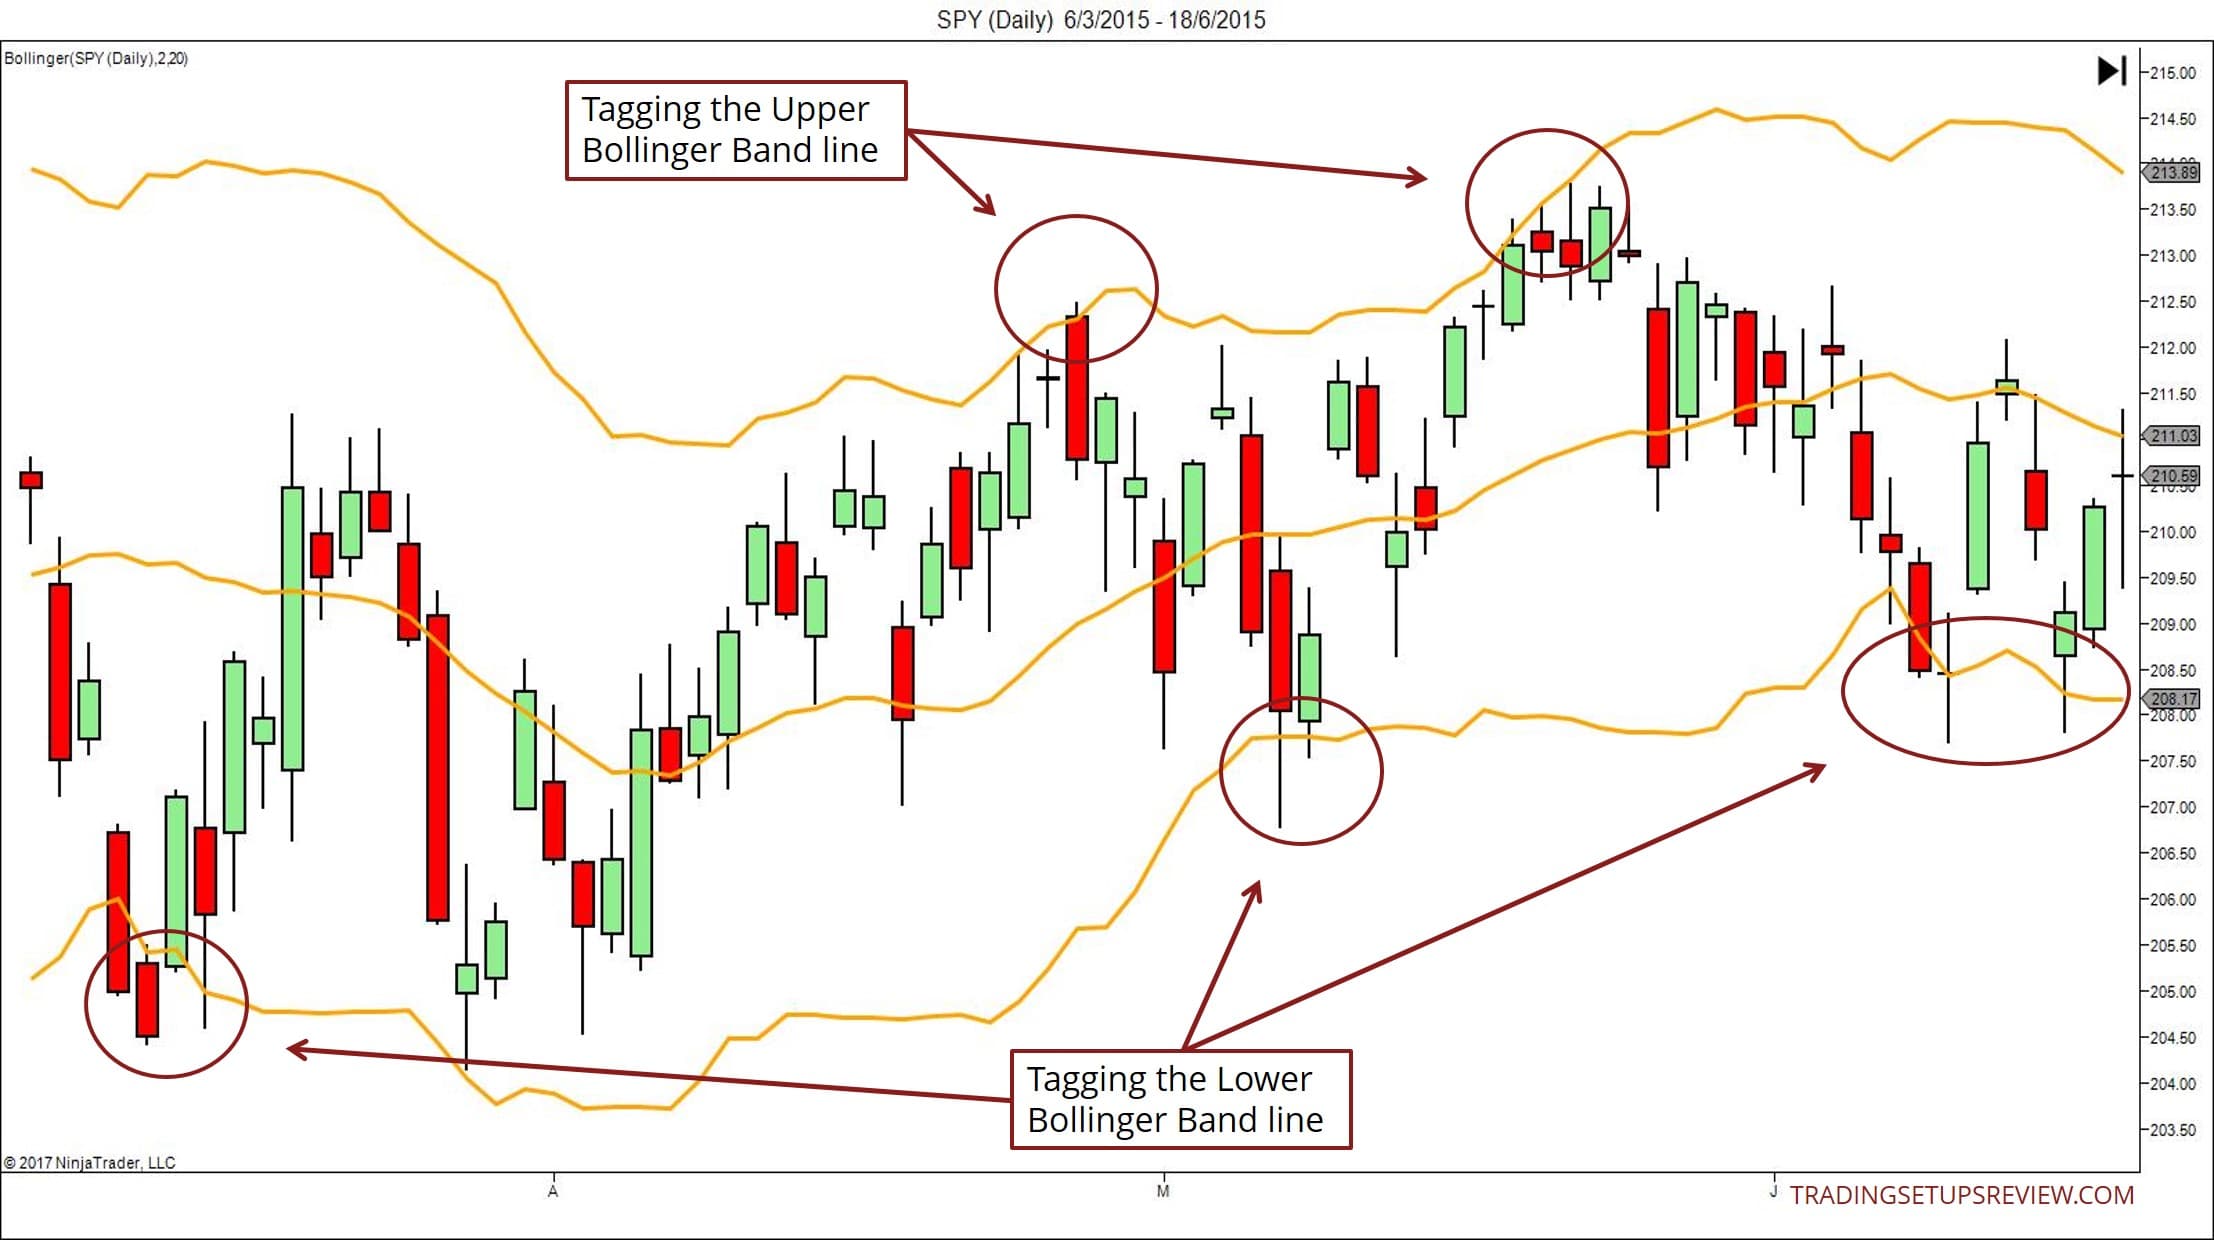 SPY (Daily) 6/3/2015 - 18/6/2015
Bollinger(SPY (Daily),2,20)
Tagging the Upper
Bollinger Band line
215.00
214.50
213.89
213.50
213.00
212.50
212.00
211.50
211.03
210.59
210.00
209.50
209.00
208.50
208.17
208.00
207.50
207.00
206.50
206.00
205.50
205.00
204.50
204.00
203.50
Tagging the Lower
Bollinger Band line
© 2017 NinjaTrader, LLC
A
M
J
TRADINGSETUPSREVIEW.COM